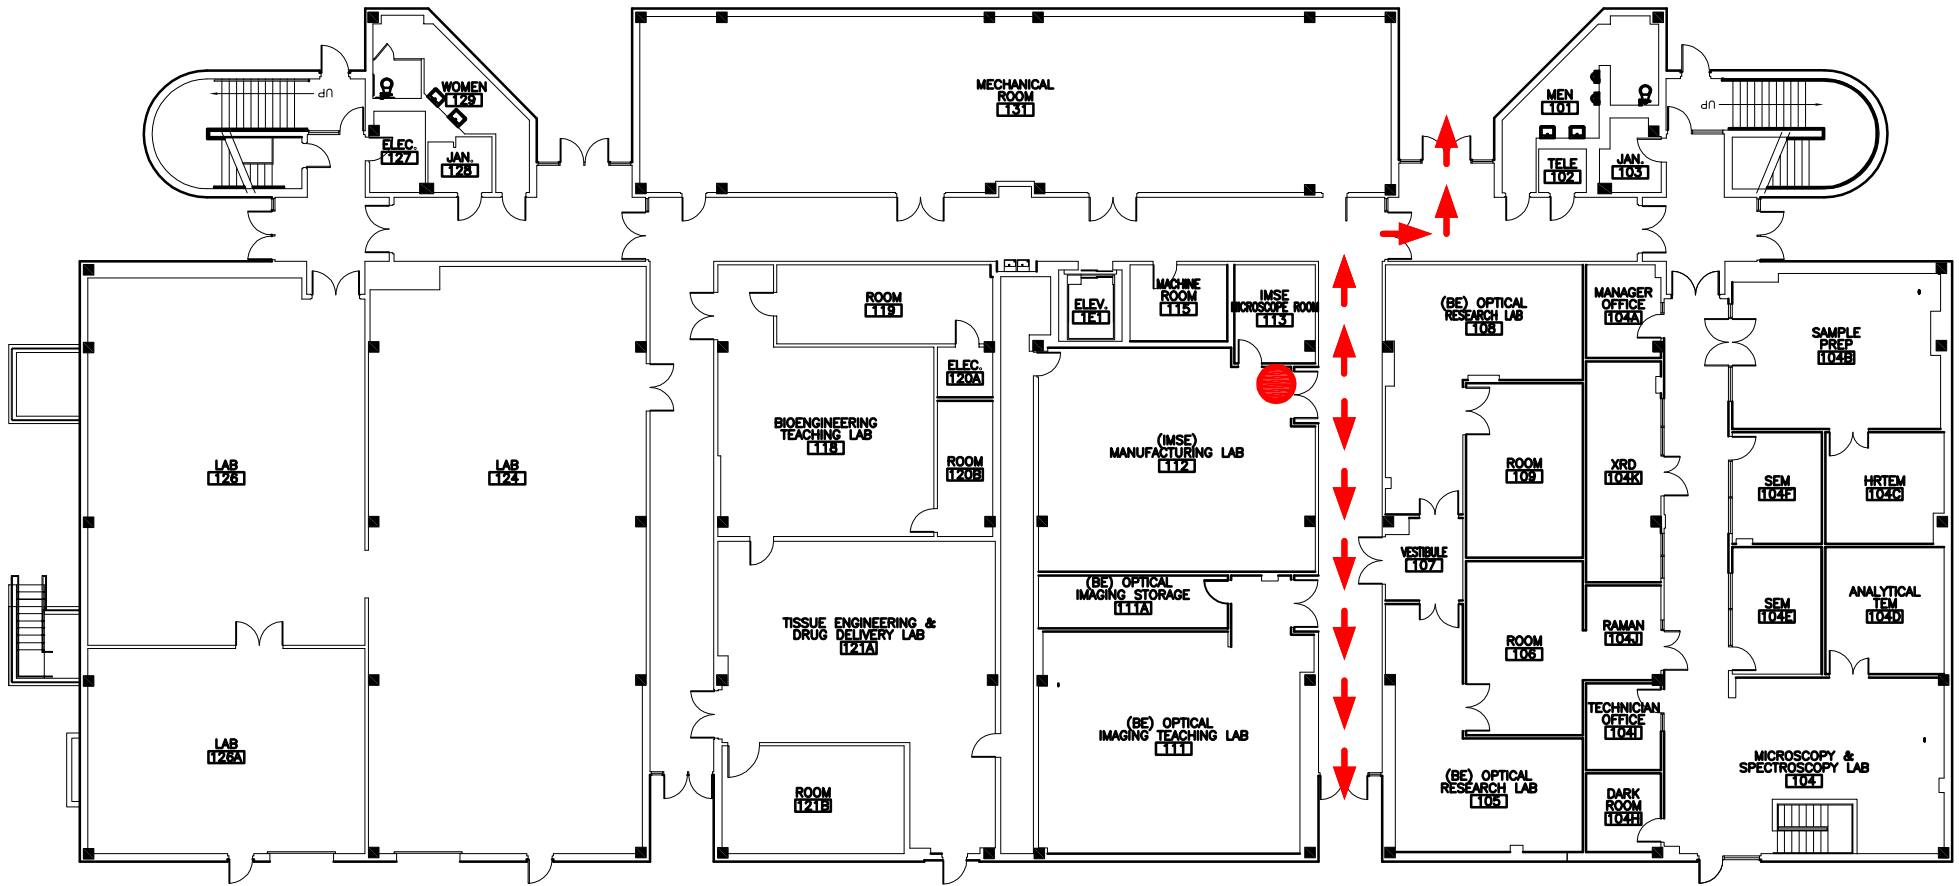 WOMEN
129
UP
ELEC.
127
JAN.
128
MECHANICAL
ROOM
131
MEN
101
UP
TELE
102
JAN.
103
LAB
126
LAB
124
LAB
126A
ROOM
119
ELEC.
120A
BIOENGINEERING
TEACHING LAB
118
ROOM
120B
TISSUE ENGINEERING &
DRUG DELIVERY LAB
121A
ROOM
121B
ELEV.
1E1
MACHINE
ROOM
115
IMSE
MICROSCOPE ROOM
113
(IMSE)
MANUFACTURING LAB
112
(BE) OPTICAL
IMAGING STORAGE
111A
(BE) OPTICAL
IMAGING TEACHING LAB
111
(BE) OPTICAL
RESEARCH LAB
108
ROOM
109
VESTIBULE
107
ROOM
106
(BE) OPTICAL
RESEARCH LAB
105
MANAGER
OFFICE
104A
XRD
104K
RAMAN
104J
TECHNICIAN
OFFICE
104I
DARK
ROOM
104H
SAMPLE
PREP
104B
SEM
104F
HRTEM
104C
SEM
104E
ANALYTICAL
TEM
104D
MICROSCOPY &
SPECTROSCOPY LAB
104